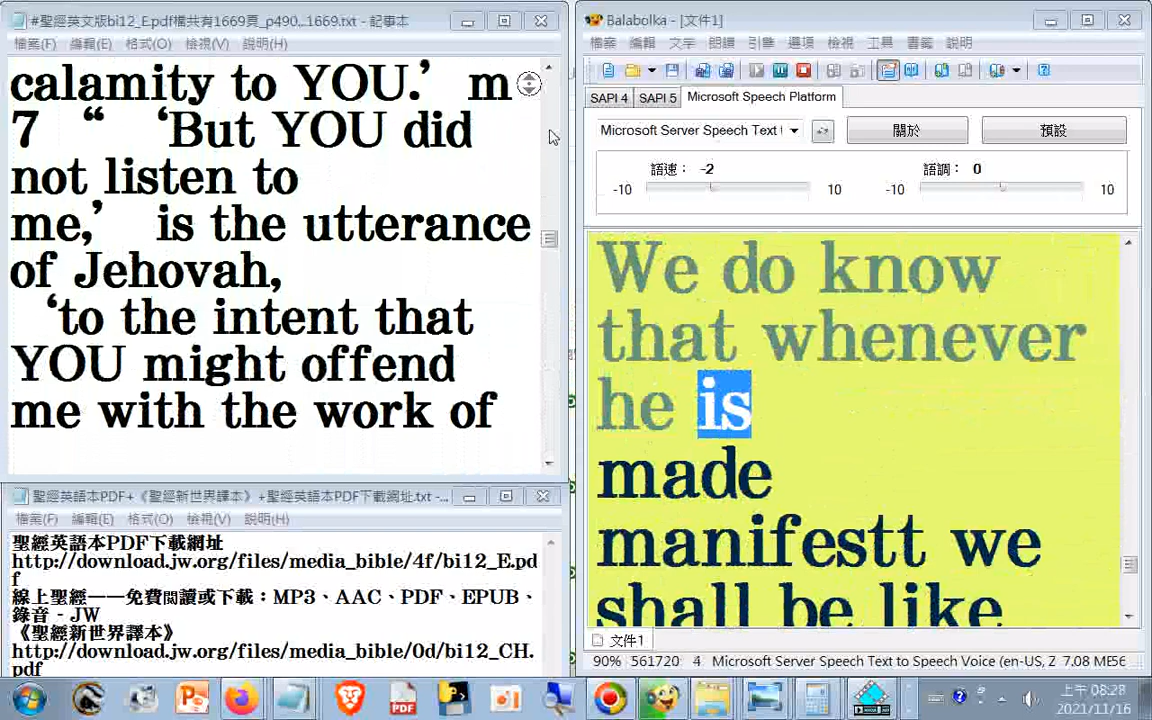 #聖經英文版bi12_E.pdf檔共有1669頁_p490,..1669.txt - 記事本
檔案(F) 編輯(E) 格式(O) 檢視(V) 說明(H)
calamity to YOU.’ m
7 “ ‘But YOU did
not listen to
me,’ is the utterance
of Jehovah,
‘to the intent that
YOU might offend
me with the work of
聖經英語本PDF+《聖經新世界譯本》+聖經英語本PDF下載網址.txt -...
檔案(F) 編輯(E) 格式(O) 檢視(V) 說明(H)
聖經英語本PDF下載網址
http://download.jw.org/files/media_bible/4f/bi12_E.pd
f
線上聖經——免費閱讀或下載：MP3、AAC、PDF、EPUB、
錄音 - JW
《聖經新世界譯本》
http://download.jw.org/files/media_bible/0d/bi12_CH.
pdf
Balabolka - [文件1]
檔案 編輯 文字 朗讀 引擎 選項 檢視 工具 書籤 說明
SAPI 4 SAPI 5 Microsoft Speech Platform
Microsoft Server Speech Text 關於 預設
語速： -2 語調： 0
-10 10 -10 10
We do know
that whenever
he is
made
manifestt we
shall be like
文件1
90% 561720 4 Microsoft Server Speech Text to Speech Voice (en-US, Z 7.08 ME56
上午 08:28
2021/11/16